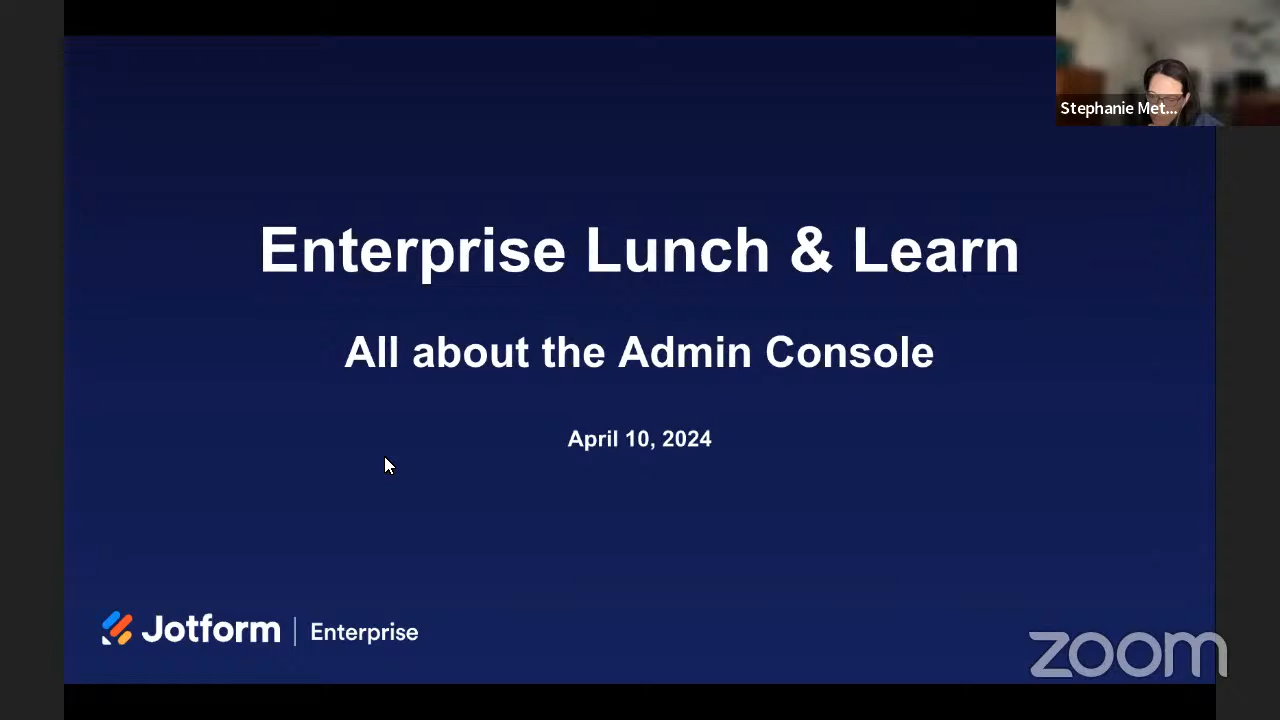 Stephanie Met...
Enterprise Lunch & Learn
All about the Admin Console
April 10, 2024
Jotform | Enterprise
zoom